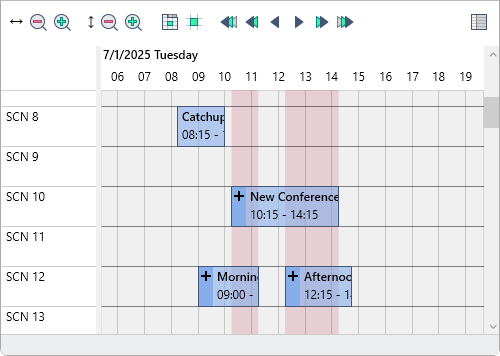 7/1/2025 Tuesday
06 07 08 09 10 11 12 13 14 15 16 17 18 19
SCN 8
Catchup
08:15 -
SCN 9
SCN 10
+ New Conference
10:15 - 14:15
SCN 11
SCN 12
+ Mornin
09:00 -
+ Afternoo
12:15 - 1
SCN 13